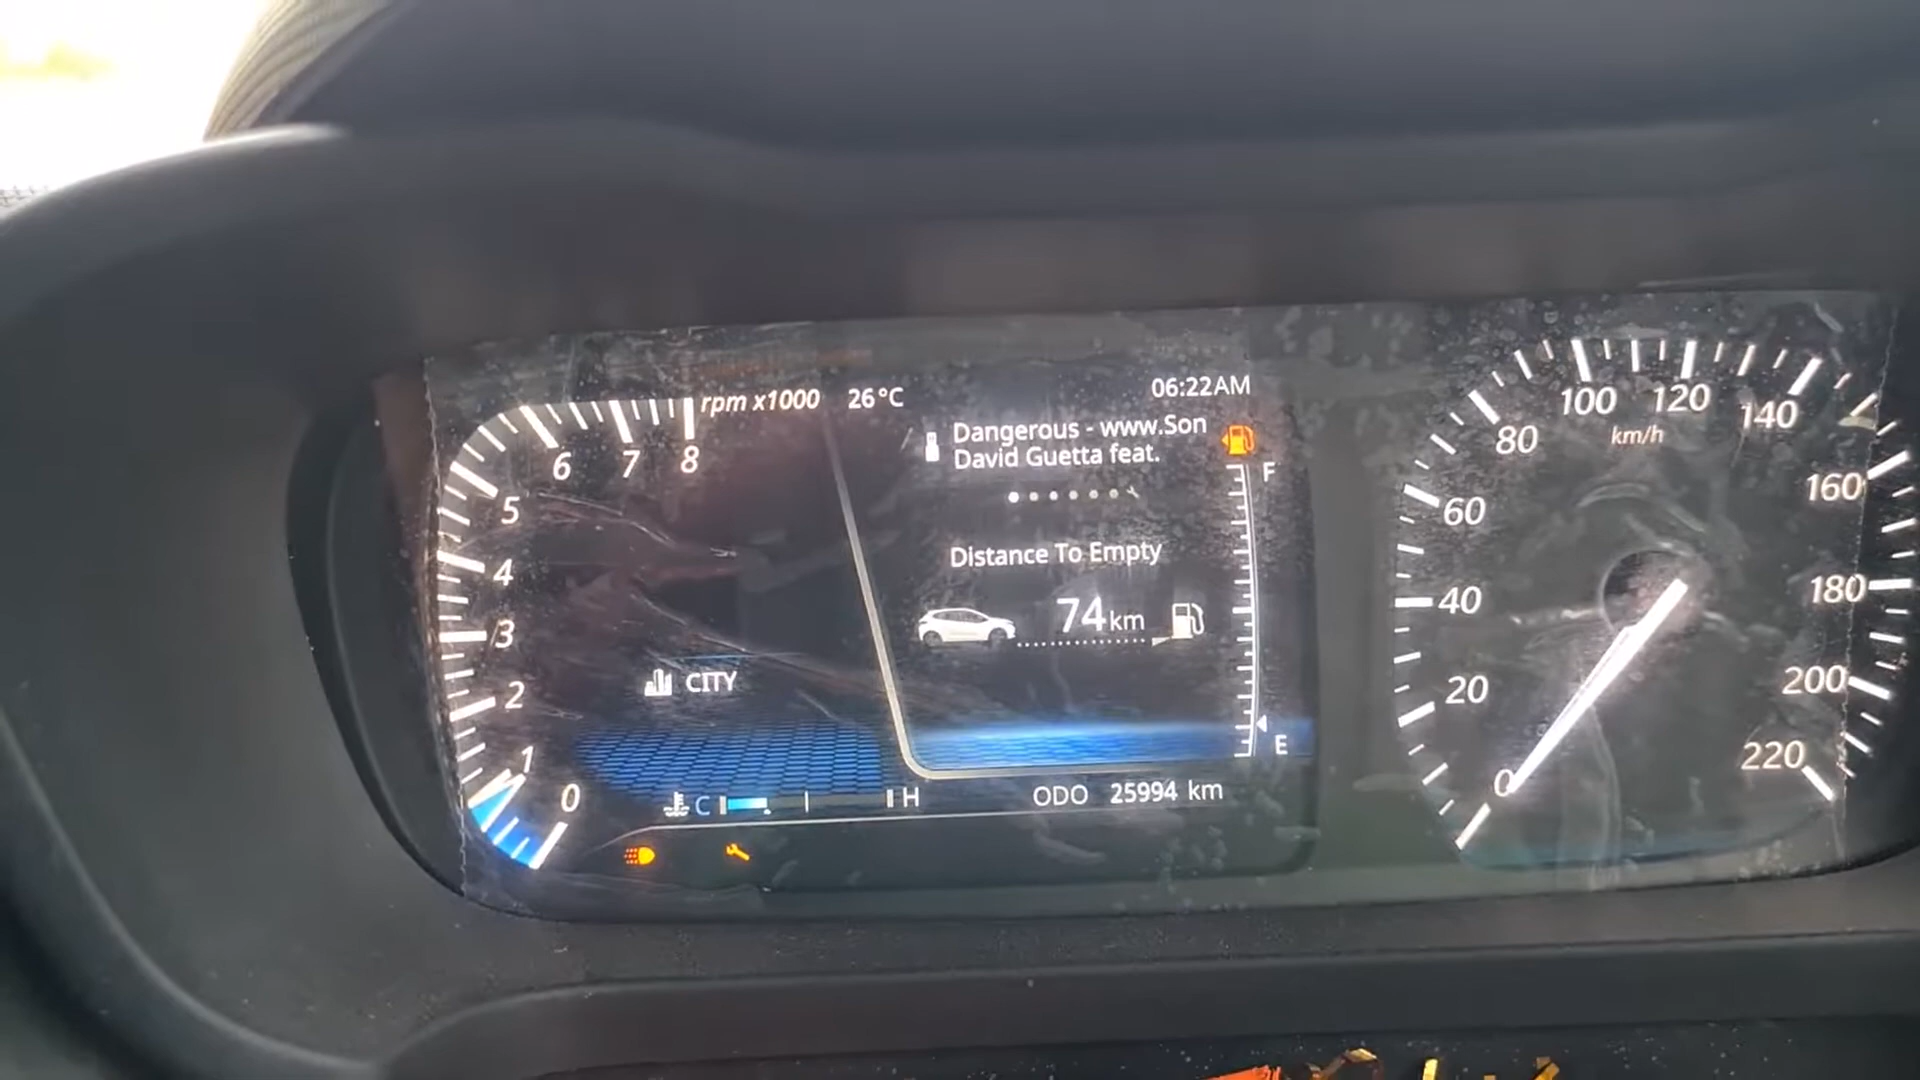 rpm x1000 26°C 06:22AM
Dangerous - www.Son
David Guetta feat.
F
Distance To Empty
74 km
CITY
E
C H
ODO 25994 km
0
1
2
3
4
5
6
7
8
0
20
40
60
80
100
120
140
160
180
200
220
km/h